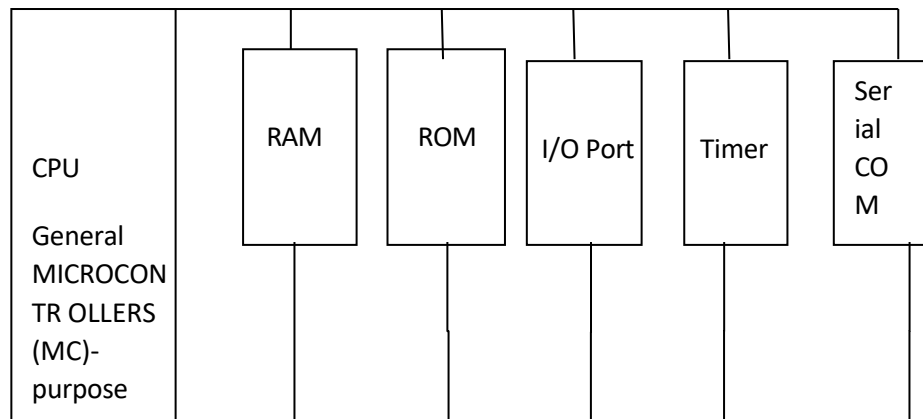 CPU
General
MICROCON
TR OLLERS
(MC)-
purpose
RAM
ROM
I/O Port
Timer
Ser
ial
CO
M